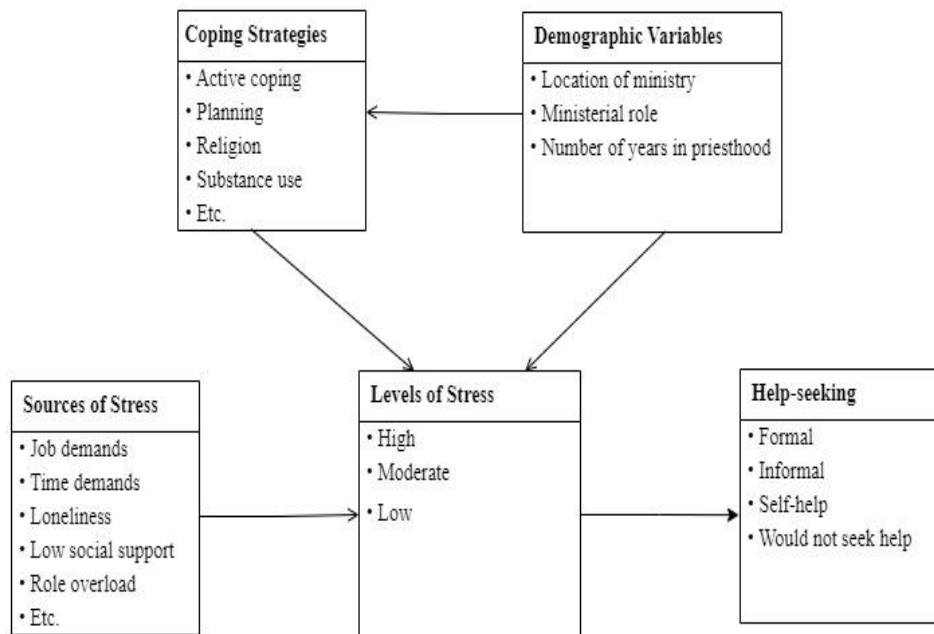 Coping Strategies
• Active coping
• Planning
• Religion
• Substance use
• Etc.
Demographic Variables
• Location of ministry
• Ministerial role
• Number of years in priesthood
Sources of Stress
• Job demands
• Time demands
• Loneliness
• Low social support
• Role overload
• Etc.
Levels of Stress
• High
• Moderate
• Low
Help-seeking
• Formal
• Informal
• Self-help
• Would not seek help